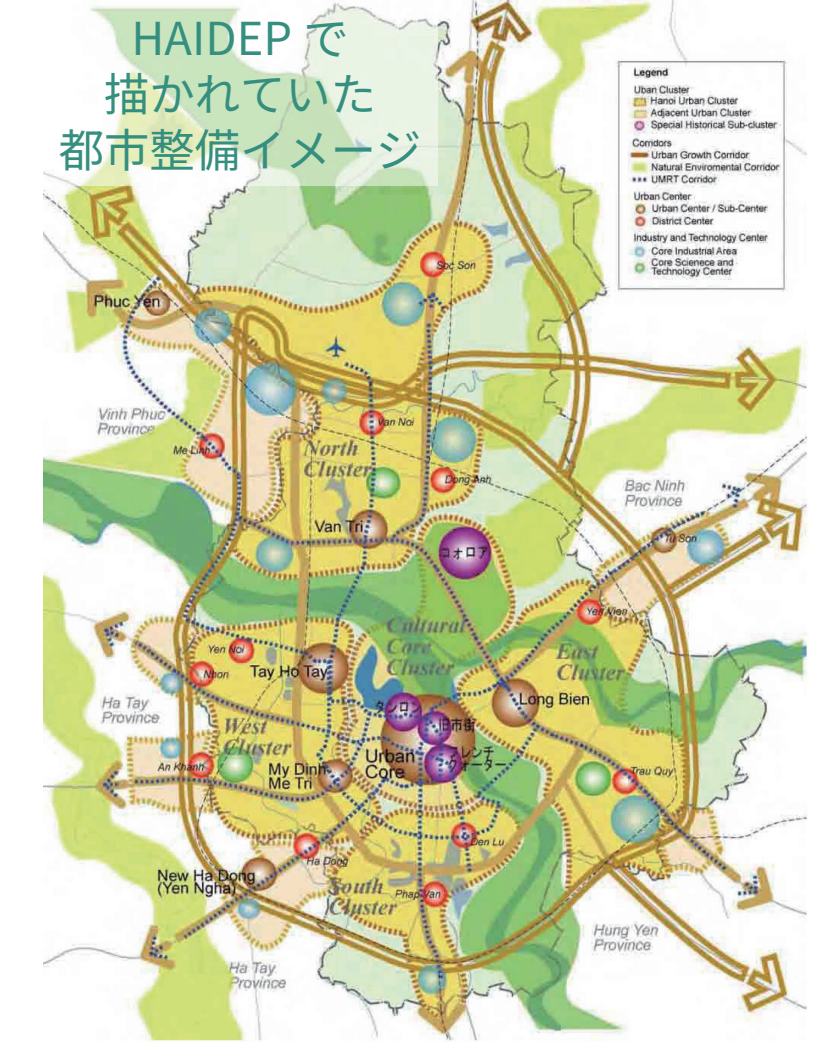 HAIDEP で
描かれていた
都市整備イメージ
Legend
Uban Cluster
Hanoi Urban Cluster
Adjacent Urban Cluster
Special Historical Sub-cluster
Corridors
Urban Growth Corridor
Natural Enviromental Corridor
UMRT Corridor
Urban Center
Urban Center / Sub-Center
District Center
Industry and Technology Center
Core Industrial Area
Core Scienece and
Technology Center
Soc Son
Phuc Yen
Vinh Phuc
Province
Me Linh
Van Noi
North
Cluster
Dong Anh
Bac Ninh
Province
Van Tri
コォロア
Tu Son
Yen Vien
Cultural
Core
Cluster
East
Cluster
Yen Noi
Tay Ho Tay
Nhon
Long Bien
Ha Tay
Province
タンロン
旧市街
West
Cluster
Urban
Core
フレンチ
クォーター
An Khanh
My Dinh
Me Tri
Trau Quy
Den Lu
Ha Dong
New Ha Dong
(Yen Ngha)
South
Cluster
Phap Van
Hung Yen
Province
Ha Tay
Province